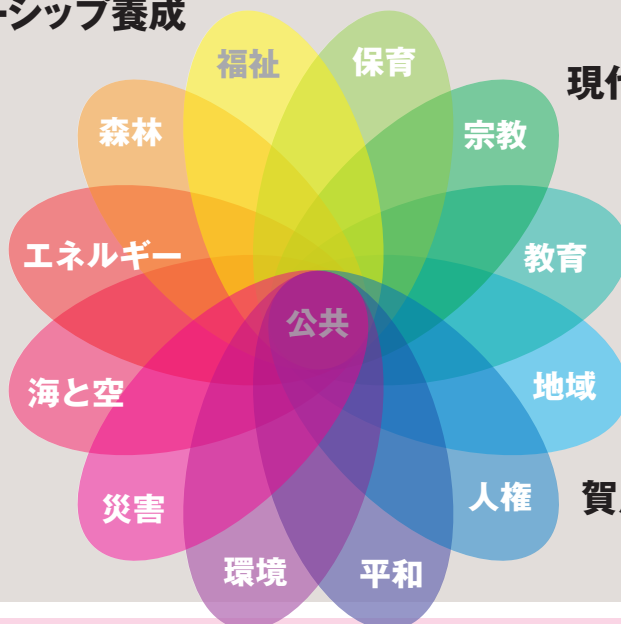 ーシップ養成
福祉
保育
現代
森林
宗教
エネルギー
教育
公共
海と空
地域
災害
人権
賀川
環境
平和